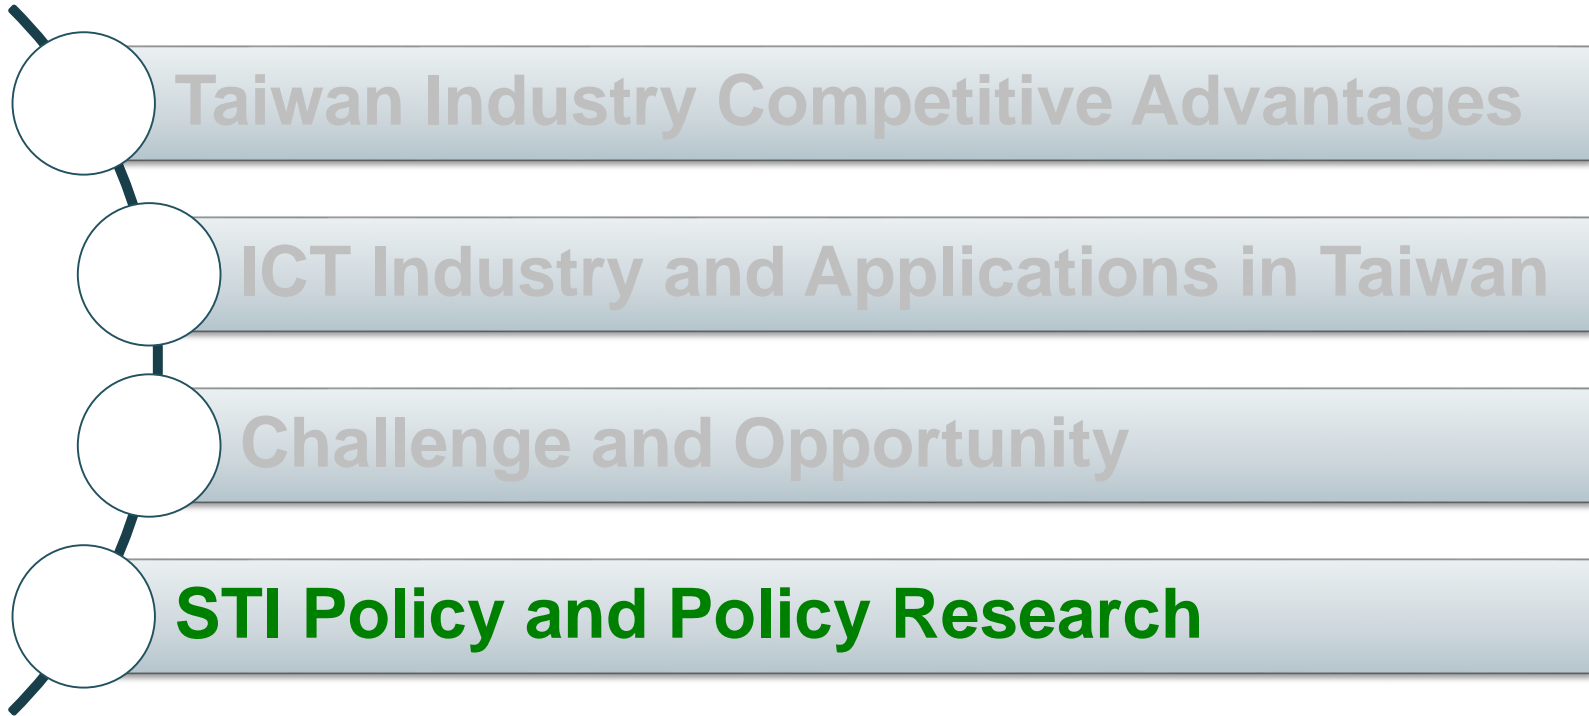 Taiwan Industry Competitive Advantages
ICT Industry and Applications in Taiwan
Challenge and Opportunity
STI Policy and Policy Research